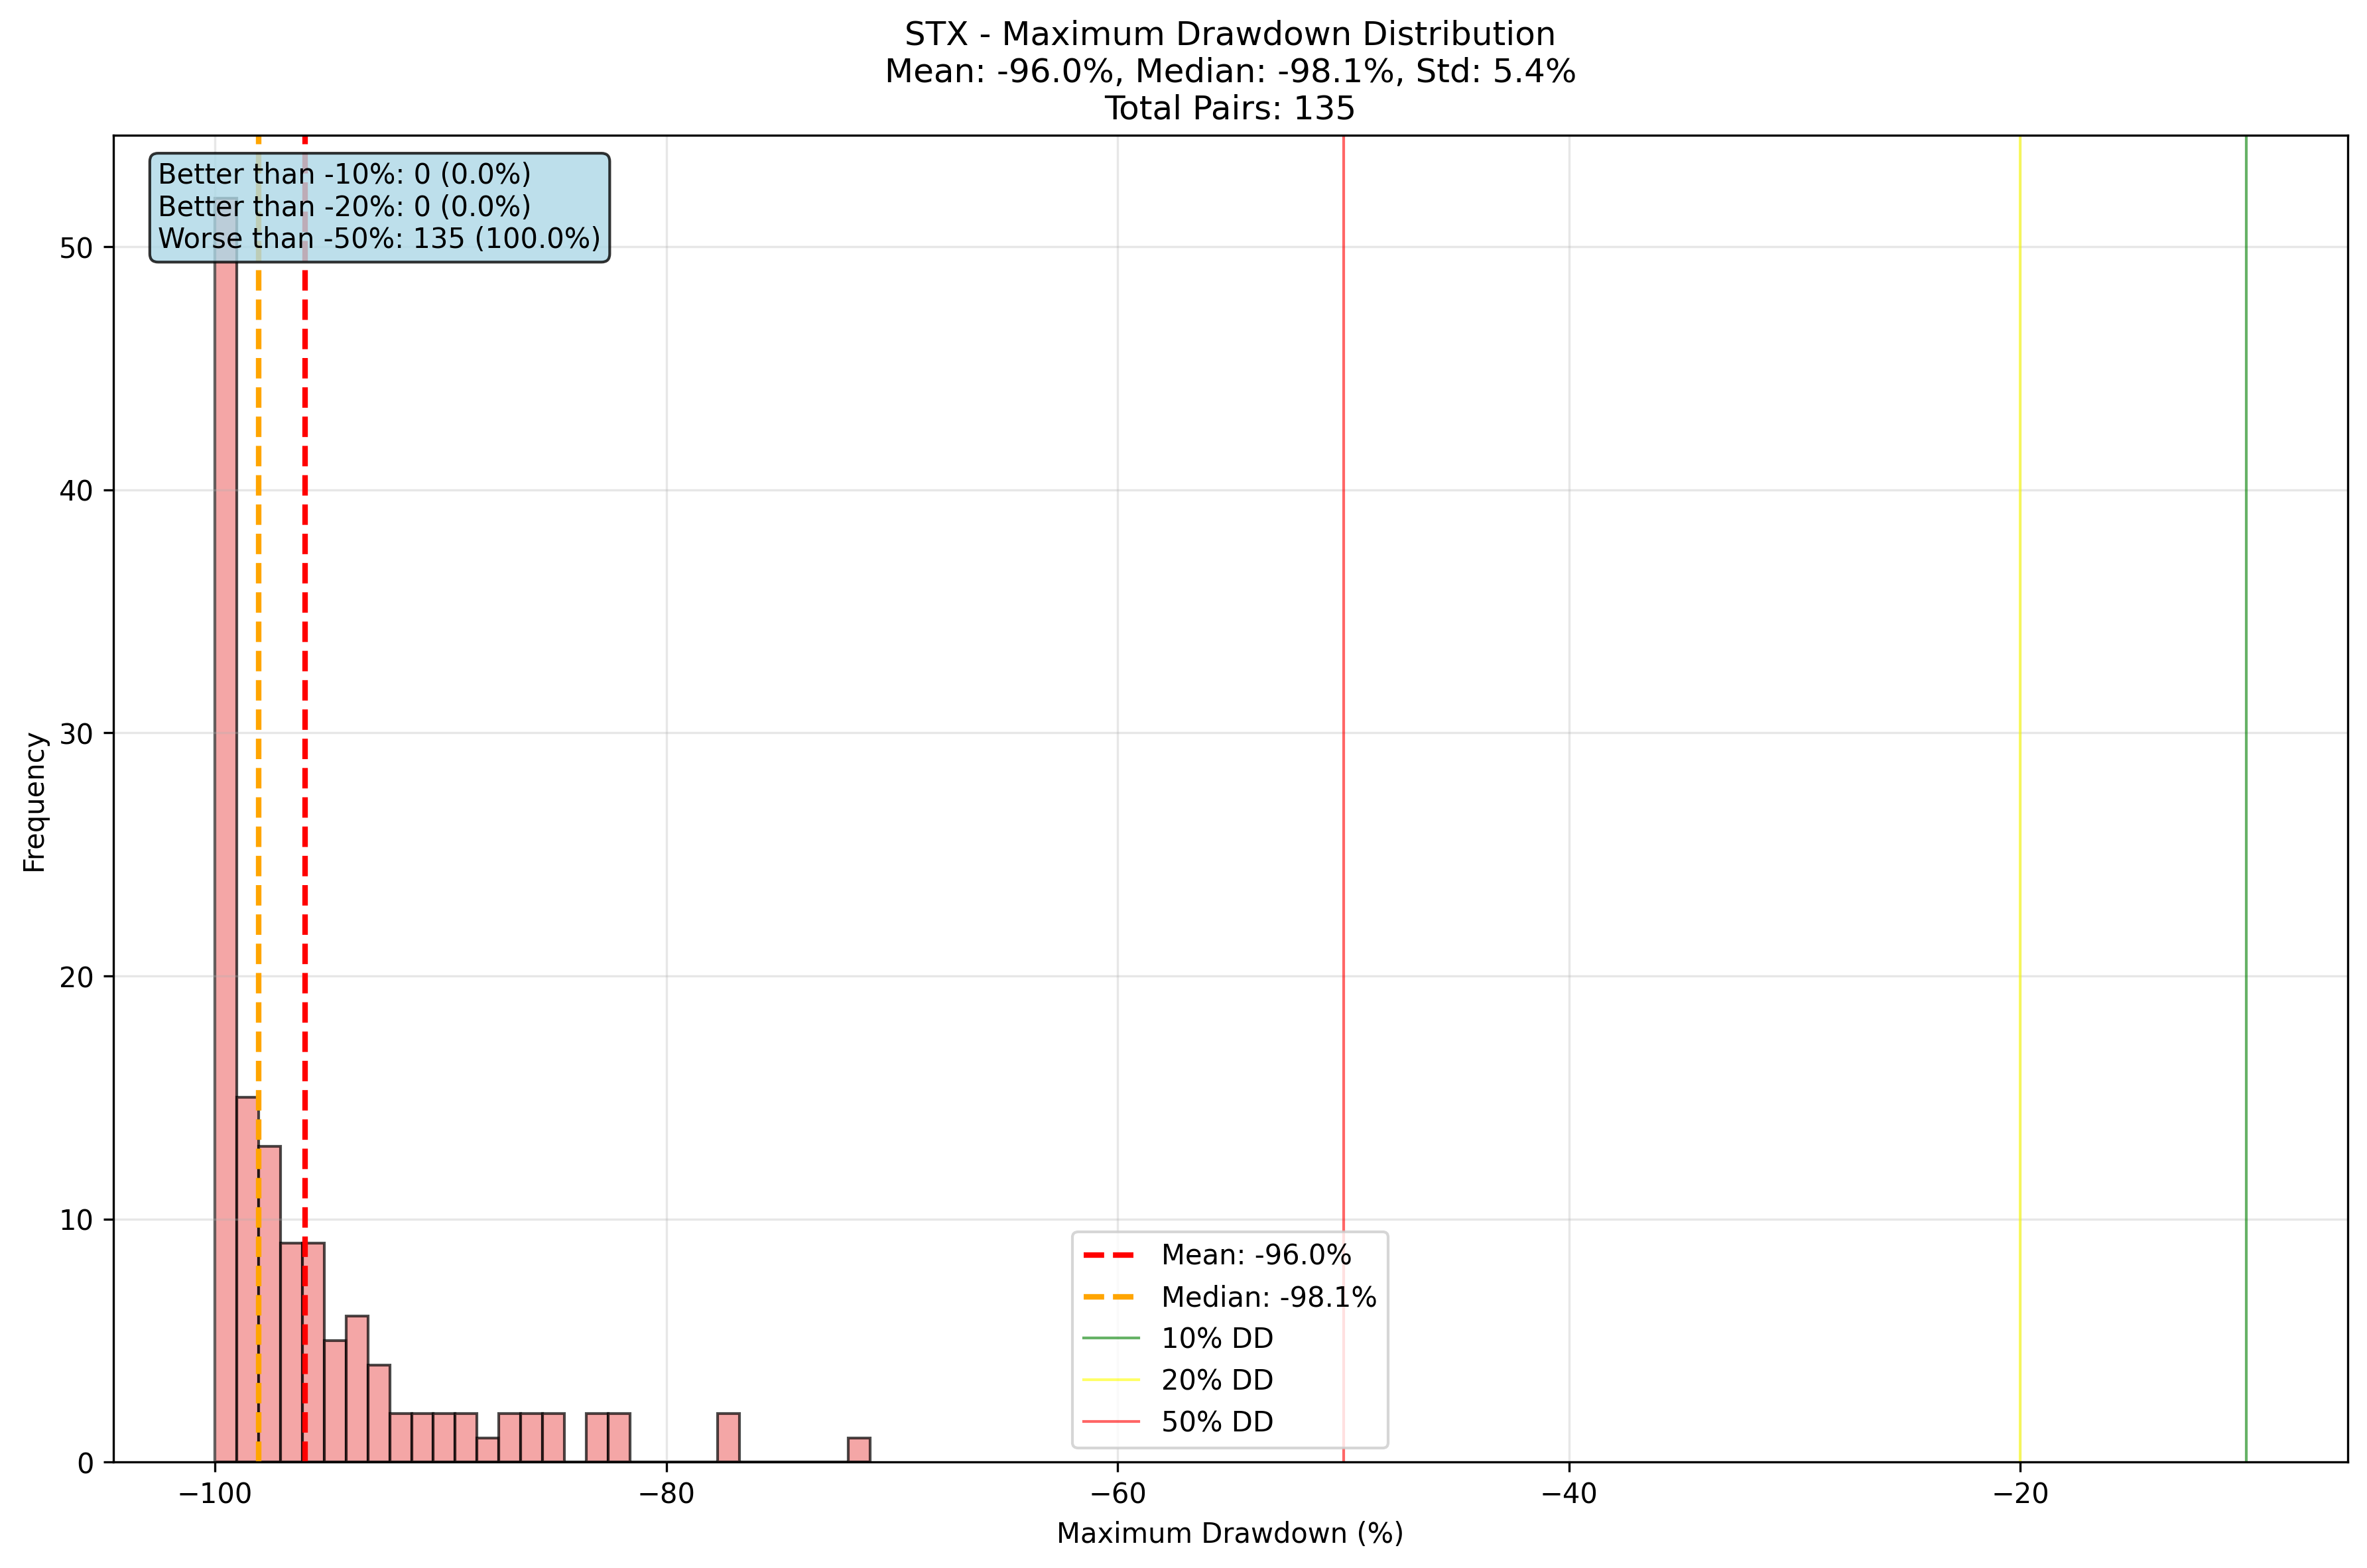 STX - Maximum Drawdown Distribution
Mean: -96.0%, Median: -98.1%, Std: 5.4%
Total Pairs: 135
Better than -10%: 0 (0.0%)
Better than -20%: 0 (0.0%)
Worse than -50%: 135 (100.0%)
50
40
30
20
10
0
Frequency
Mean: -96.0%
Median: -98.1%
10% DD
20% DD
50% DD
−100
−80
−60
−40
−20
Maximum Drawdown (%)